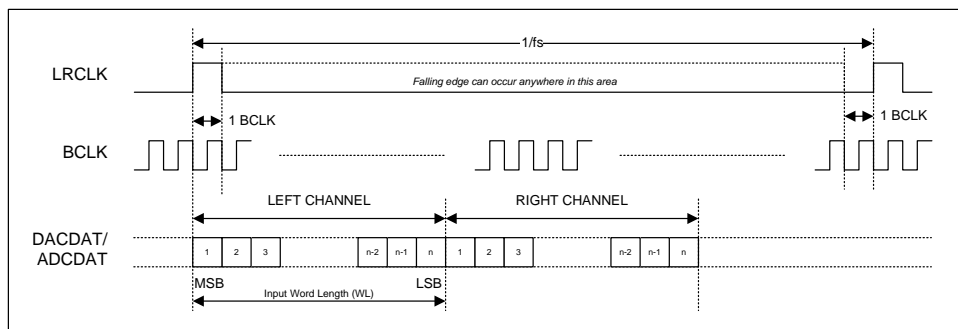 1/fs
LRCLK
Falling edge can occur anywhere in this area
1 BCLK
1 BCLK
BCLK
LEFT CHANNEL
RIGHT CHANNEL
DACDAT/
ADCDAT
1 2 3 n-2 n-1 n 1 2 3 n-2 n-1 n
MSB
LSB
Input Word Length (WL)